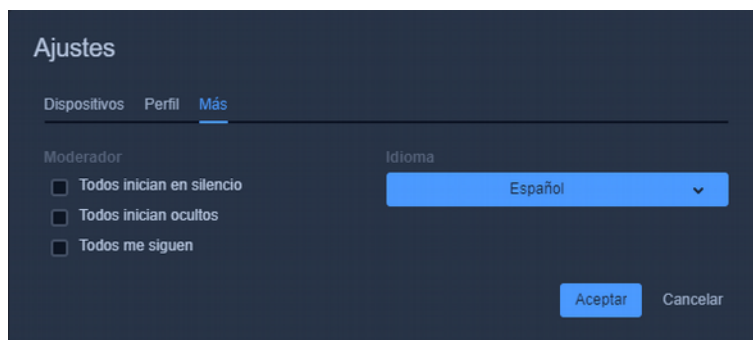 Ajustes
Dispositivos Perfil Más
Moderador
Todos inician en silencio
Todos inician ocultos
Todos me siguen
Idioma
Español
Aceptar Cancelar